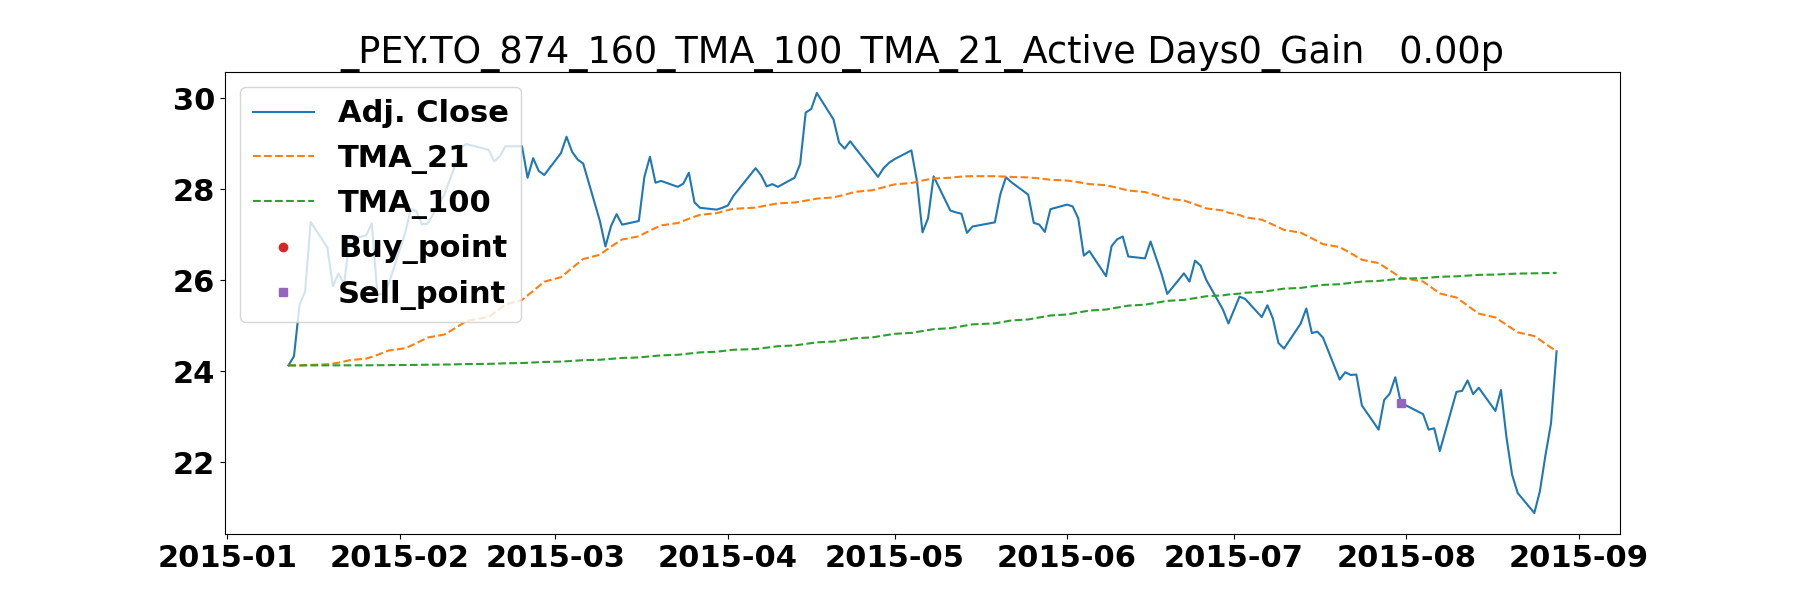 _PEY.TO_874_160_TMA_100_TMA_21_Active Days0_Gain   0.00p
30
28
26
24
22
Adj. Close
TMA_21
TMA_100
Buy_point
Sell_point
2015-01 2015-02 2015-03 2015-04 2015-05 2015-06 2015-07 2015-08 2015-09